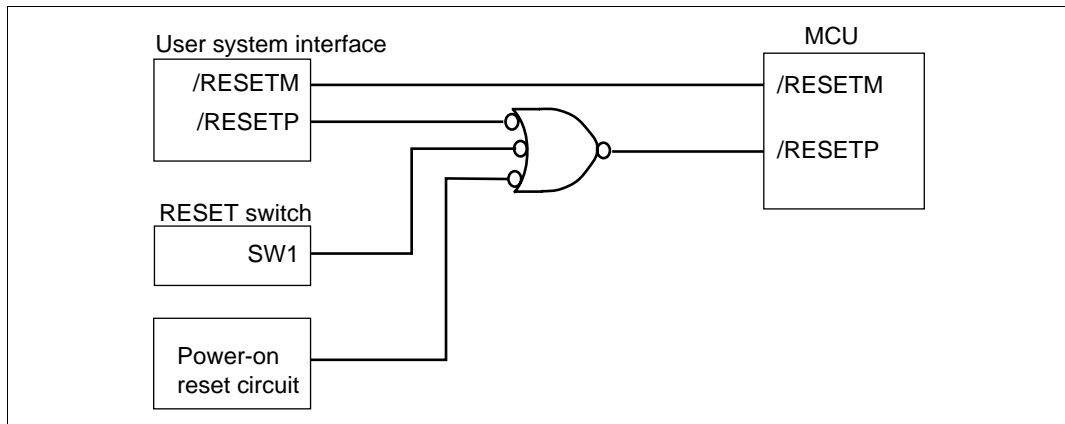 User system interface
/RESETM
/RESETP
RESET switch
SW1
Power-on
reset circuit
MCU
/RESETM
/RESETP